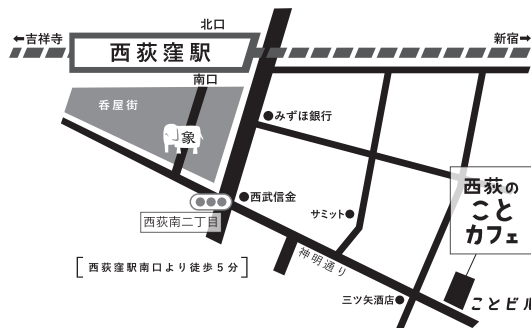 北口
←吉祥寺
新宿→
西荻窪駅
南口
呑屋街
象
●みずほ銀行
●西武信金
西荻南二丁目
サミット●
西荻の
こと
カフェ
神明通り
[西荻窪駅南口より徒歩5分]
三ツ矢酒店●
ことビル